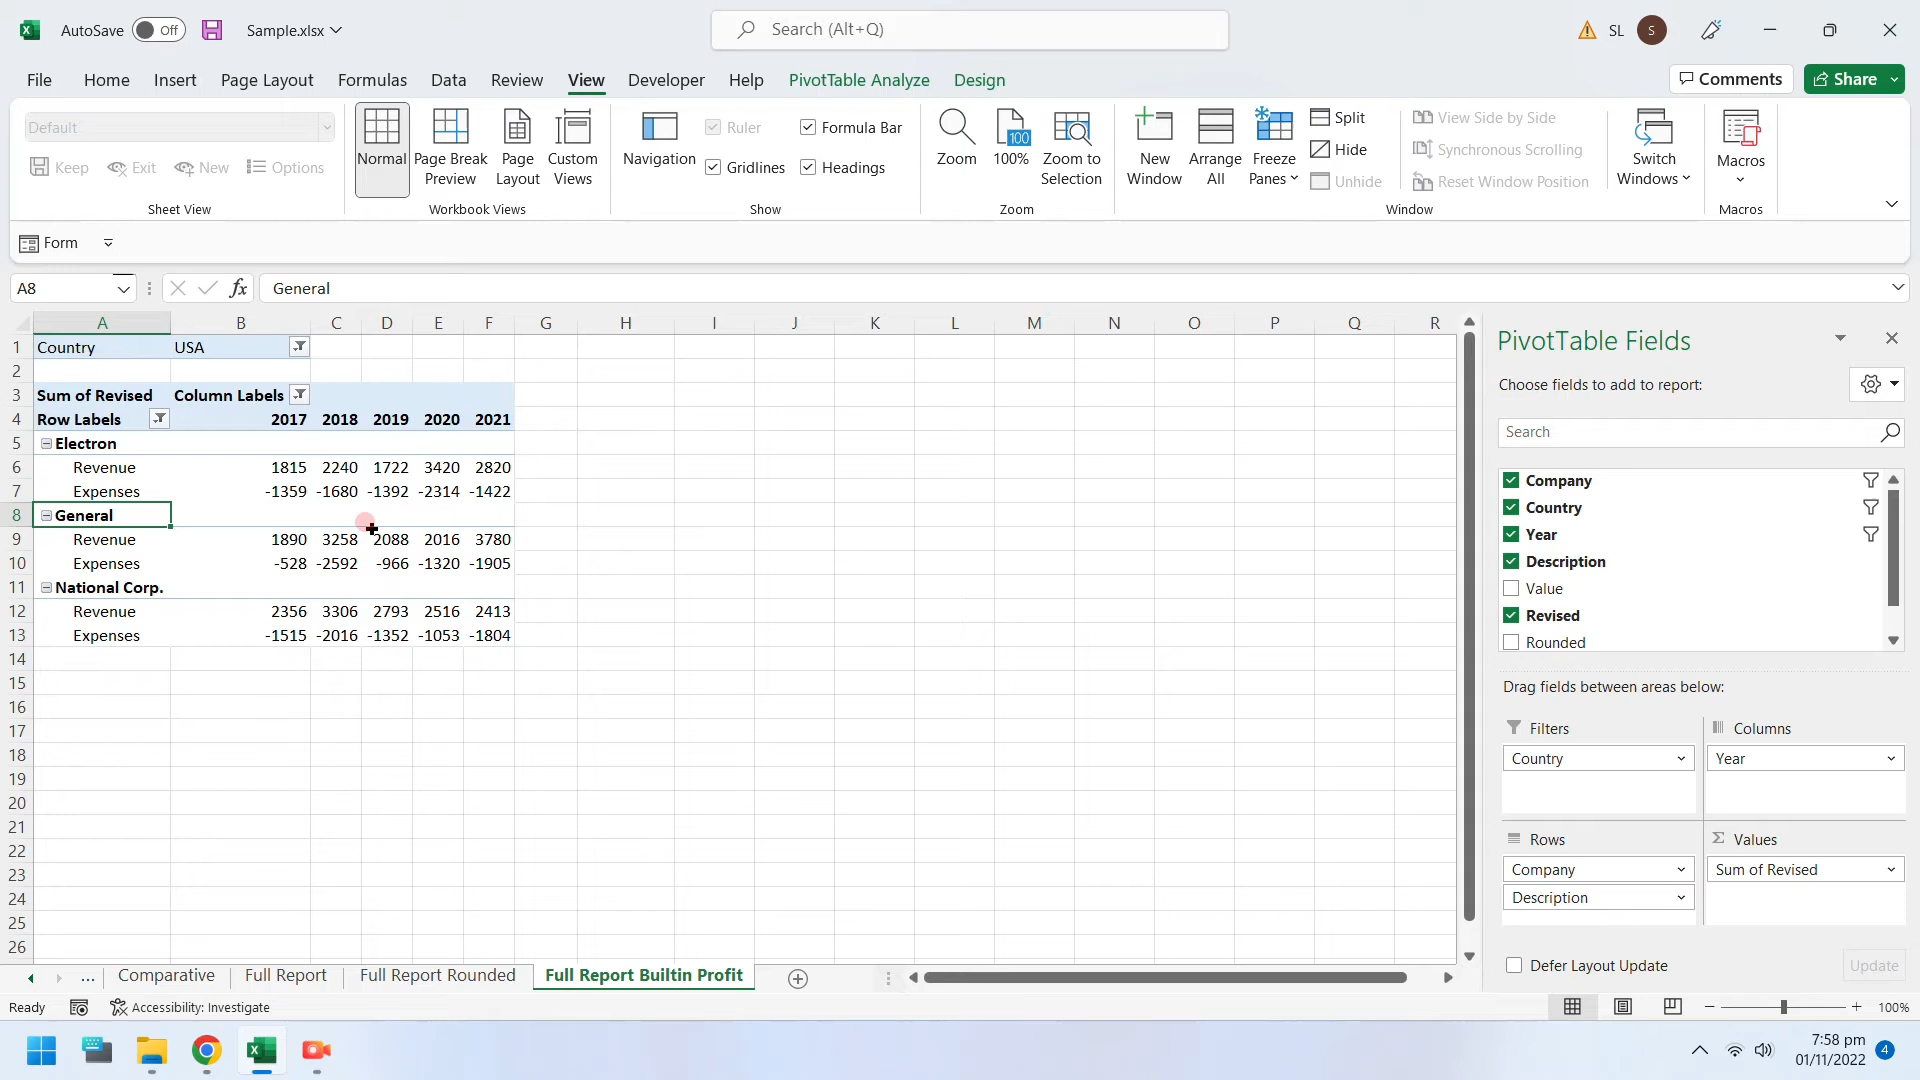 AutoSave Off Sample.xlsx Search (Alt+Q) SL S
File Home Insert Page Layout Formulas Data Review View Developer Help PivotTable Analyze Design Comments Share
Default
Keep Exit New Options
Sheet View
Normal Page Break Preview Page Layout Custom Views
Workbook Views
Navigation Ruler Formula Bar
Gridlines Headings
Show
Zoom 100 100% Zoom to Selection
Zoom
New Window Arrange All Freeze Panes Split
Hide
Unhide
View Side by Side
Synchronous Scrolling
Reset Window Position
Switch Windows
Window
Macros
Macros
Form
A8 fx General
A B C D E F G H I J K L M N O P Q R
1 Country USA
2
3 Sum of Revised Column Labels
4 Row Labels 2017 2018 2019 2020 2021
5 Electron
6 Revenue 1815 2240 1722 3420 2820
7 Expenses -1359 -1680 -1392 -2314 -1422
8 General
9 Revenue 1890 3258 2088 2016 3780
10 Expenses -528 -2592 -966 -1320 -1905
11 National Corp.
12 Revenue 2356 3306 2793 2516 2413
13 Expenses -1515 -2016 -1352 -1053 -1804
14
15
16
17
18
19
20
21
22
23
24
25
26
PivotTable Fields
Choose fields to add to report:
Search
Company
Country
Year
Description
Value
Revised
Rounded
Drag fields between areas below:
Filters Columns
Country Year
Rows Σ Values
Company Sum of Revised
Description
Defer Layout Update Update
... Comparative Full Report Full Report Rounded Full Report Builtin Profit
Ready Accessibility: Investigate 100%
7:58 pm
01/11/2022 4